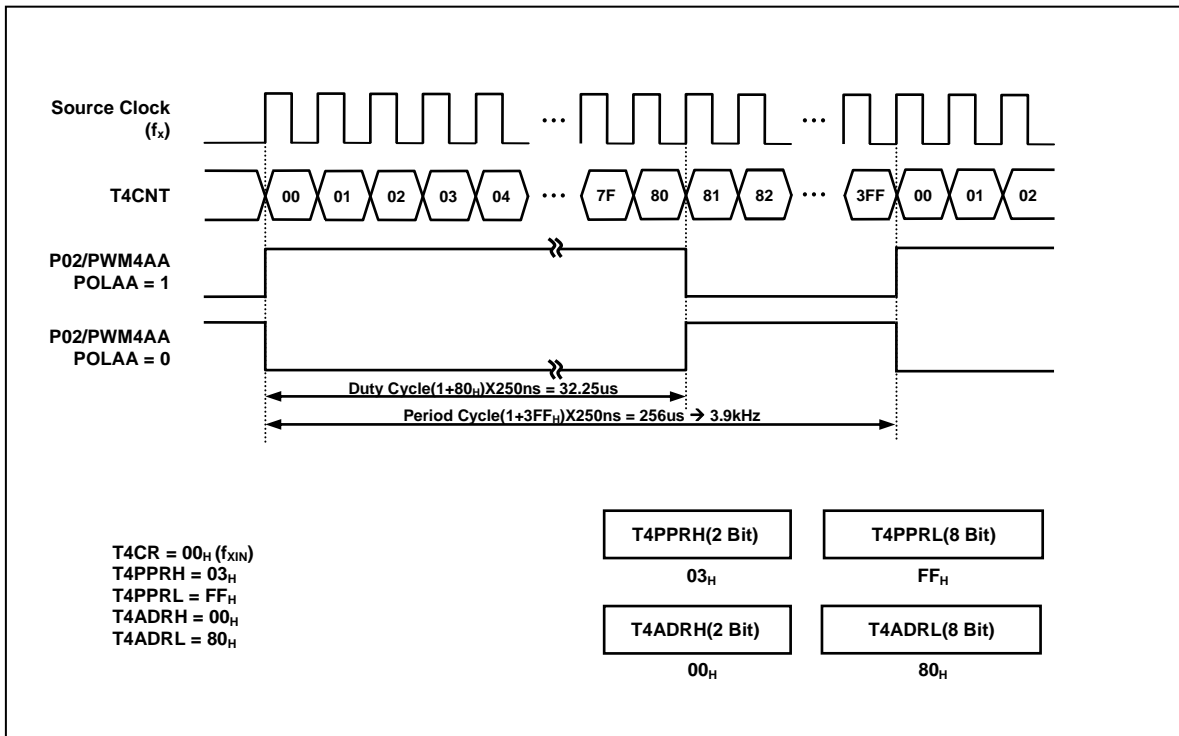 Source Clock
(fx)
T4CNT
00 01 02 03 04 ··· 7F 80 81 82 ··· 3FF 00 01 02
P02/PWM4AA
POLAA = 1
P02/PWM4AA
POLAA = 0
Duty Cycle(1+80H)X250ns = 32.25us
Period Cycle(1+3FFH)X250ns = 256us → 3.9kHz
T4CR = 00H (fXIN)
T4PPRH = 03H
T4PPRL = FFH
T4ADRH = 00H
T4ADRL = 80H
T4PPRH(2 Bit) T4PPRL(8 Bit)
03H FFH
T4ADRH(2 Bit) T4ADRL(8 Bit)
00H 80H